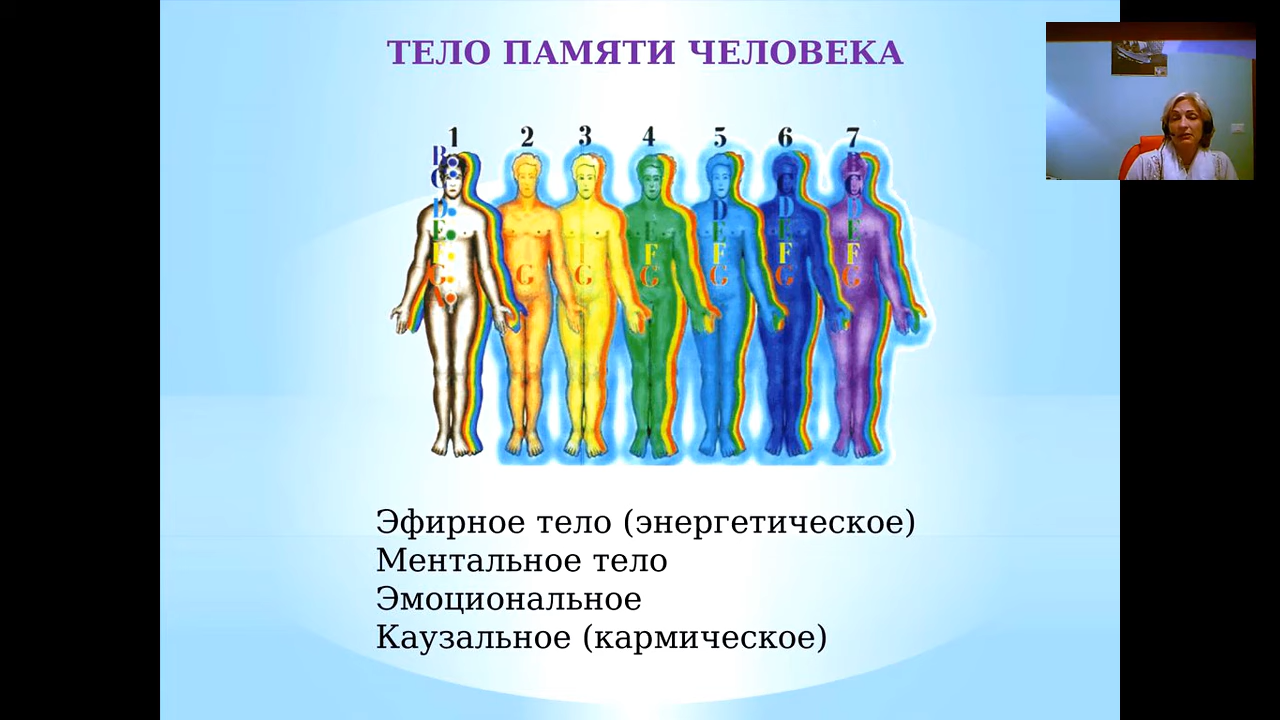 ТЕЛО ПАМЯТИ ЧЕЛОВЕКА
1 2 3 4 5 6 7
B
C
D D D D
E E E E E
F F F F F
G G G G G G G
A
Эфирное тело (энергетическое)
Ментальное тело
Эмоциональное
Каузальное (кармическое)